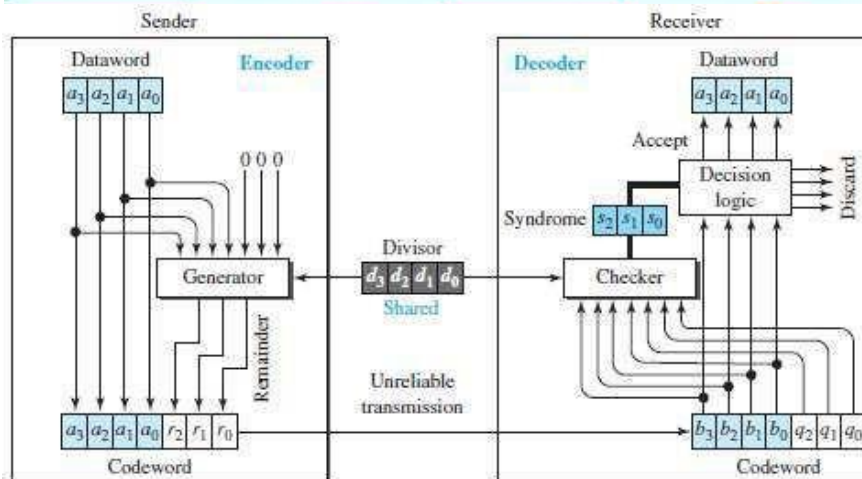 Sender
Encoder
Dataword
a3 a2 a1 a0
0 0 0
Generator
Remainder
a3 a2 a1 a0 r2 r1 r0
Codeword
Divisor
d3 d2 d1 d0
Shared
Unreliable
transmission
Receiver
Decoder
Dataword
a3 a2 a1 a0
Accept
Decision
logic
Discard
Syndrome s2 s1 s0
Checker
b3 b2 b1 b0 q2 q1 q0
Codeword